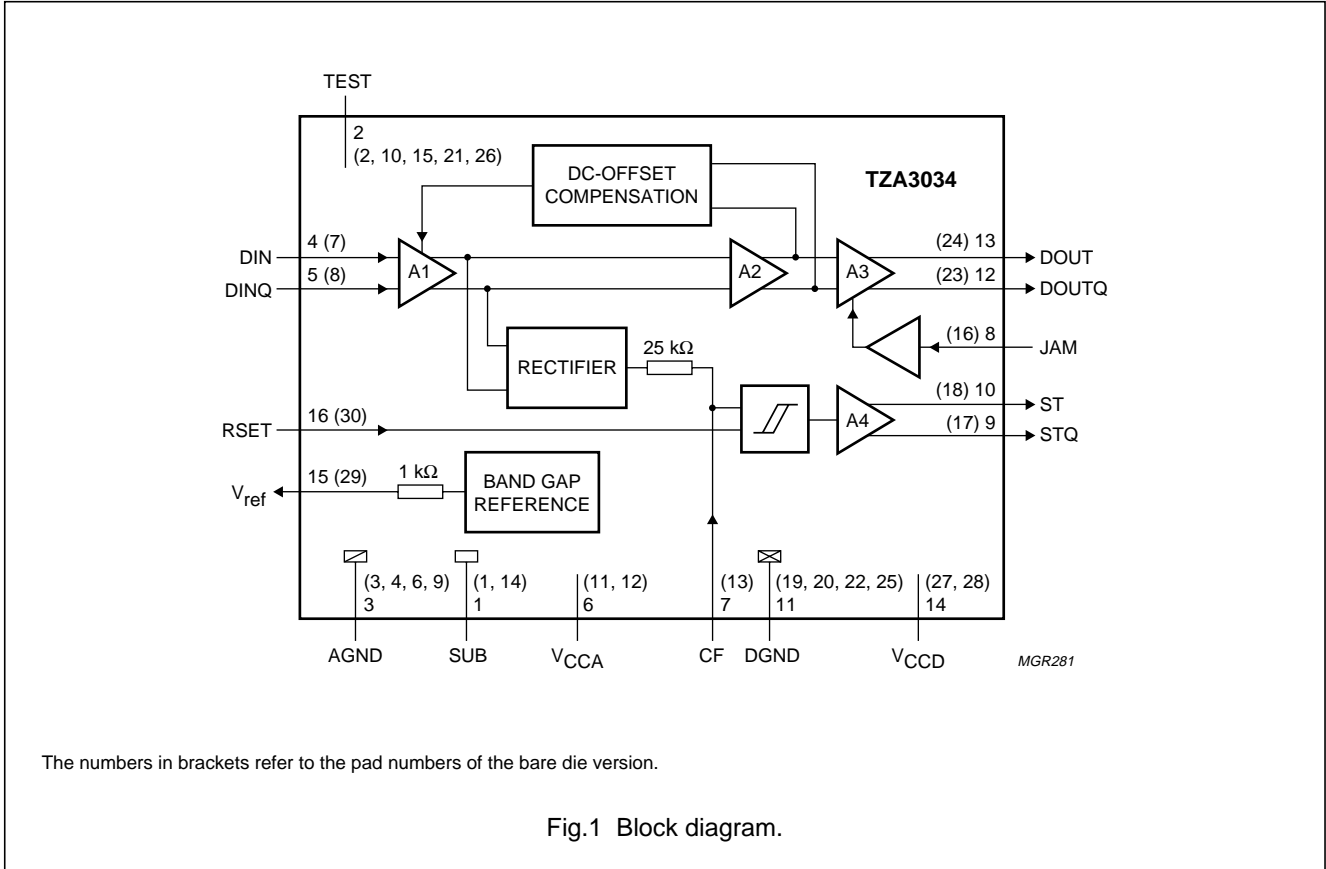 TEST
2
(2, 10, 15, 21, 26)
DC-OFFSET
COMPENSATION
TZA3034
DIN
4 (7)
A1
A2
A3
(24) 13
DOUT
DINQ
5 (8)
(23) 12
DOUTQ
RECTIFIER
25 kΩ
(16) 8
JAM
RSET
16 (30)
A4
(18) 10
ST
(17) 9
STQ
Vref
15 (29)
1 kΩ
BAND GAP
REFERENCE
(3, 4, 6, 9)
3
(1, 14)
1
(11, 12)
6
(13)
7
(19, 20, 22, 25)
11
(27, 28)
14
AGND
SUB
VCCA
CF
DGND
VCCD
MGR281
The numbers in brackets refer to the pad numbers of the bare die version.
Fig.1 Block diagram.